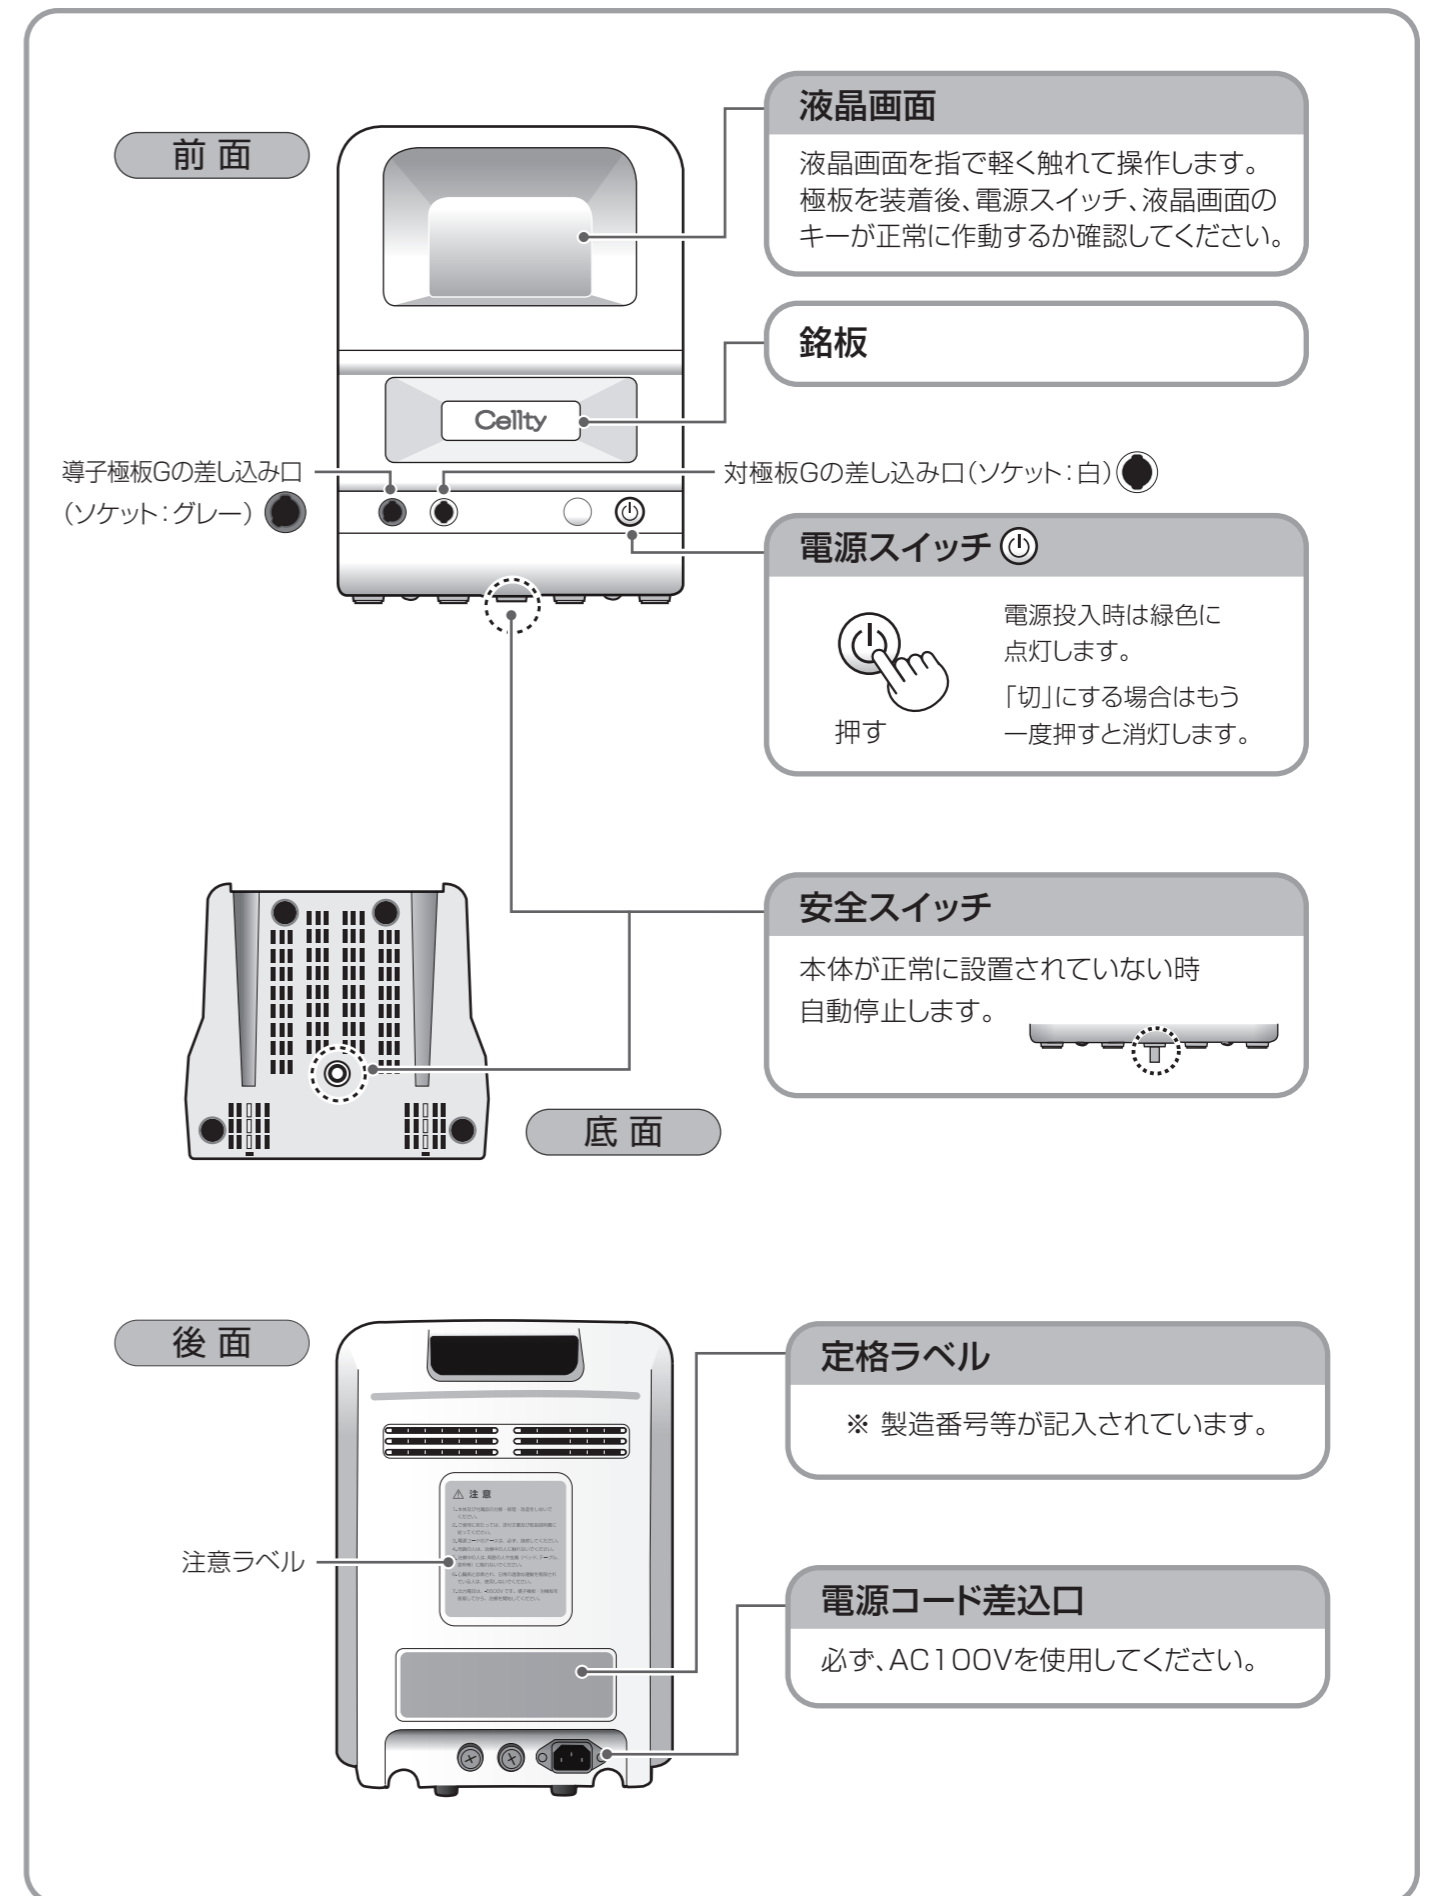 前面
液晶画面
液晶画面を指で軽く触れて操作します。
極板を装着後、電源スイッチ、液晶画面の
キーが正常に作動するか確認してください。
銘板
Cellty
導子極板Gの差し込み口
（ソケット：グレー）
対極板Gの差し込み口（ソケット：白）
電源スイッチ
電源投入時は緑色に
点灯します。
「切」にする場合はもう
一度押すと消灯します。
押す
安全スイッチ
本体が正常に設置されていない時
自動停止します。
底面
後面
定格ラベル
※ 製造番号等が記入されています。
注意
注意ラベル
電源コード差込口
必ず、AC100Vを使用してください。